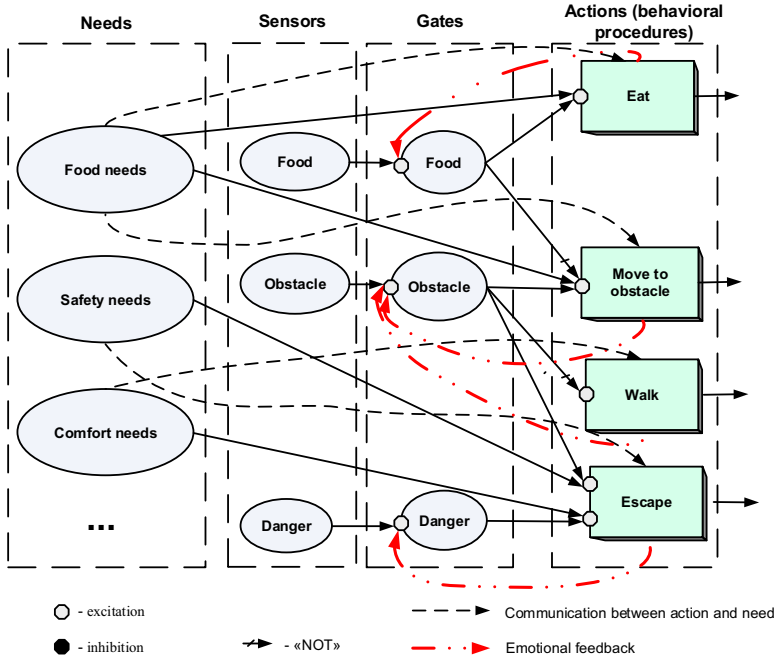 Needs
Sensors
Gates
Actions (behavioral
procedures)
Eat
Food needs
Food
Food
Move to
obstacle
Safety needs
Obstacle
Obstacle
Walk
Comfort needs
Escape
...
Danger
Danger
- excitation
Communication between action and need
- inhibition
- «NOT»
Emotional feedback